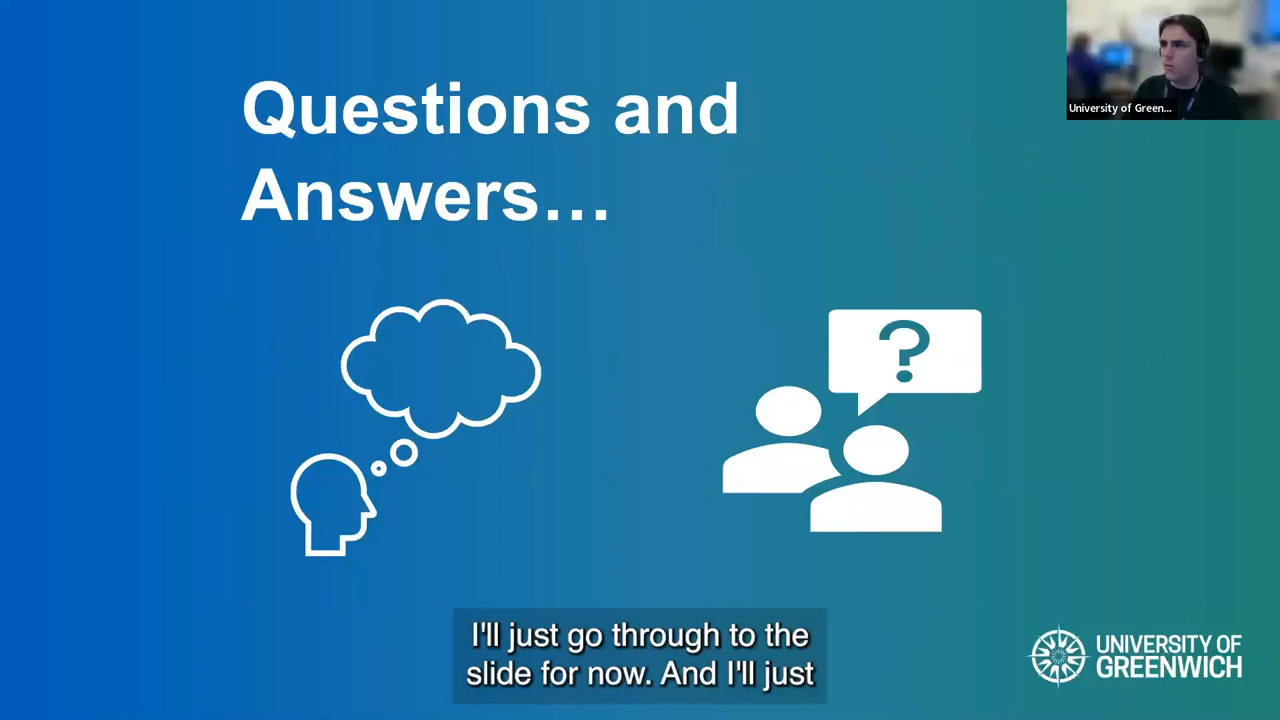 Questions and
Answers…
University of Green...
?
I'll just go through to the
slide for now. And I'll just
UNIVERSITY OF
GREENWICH